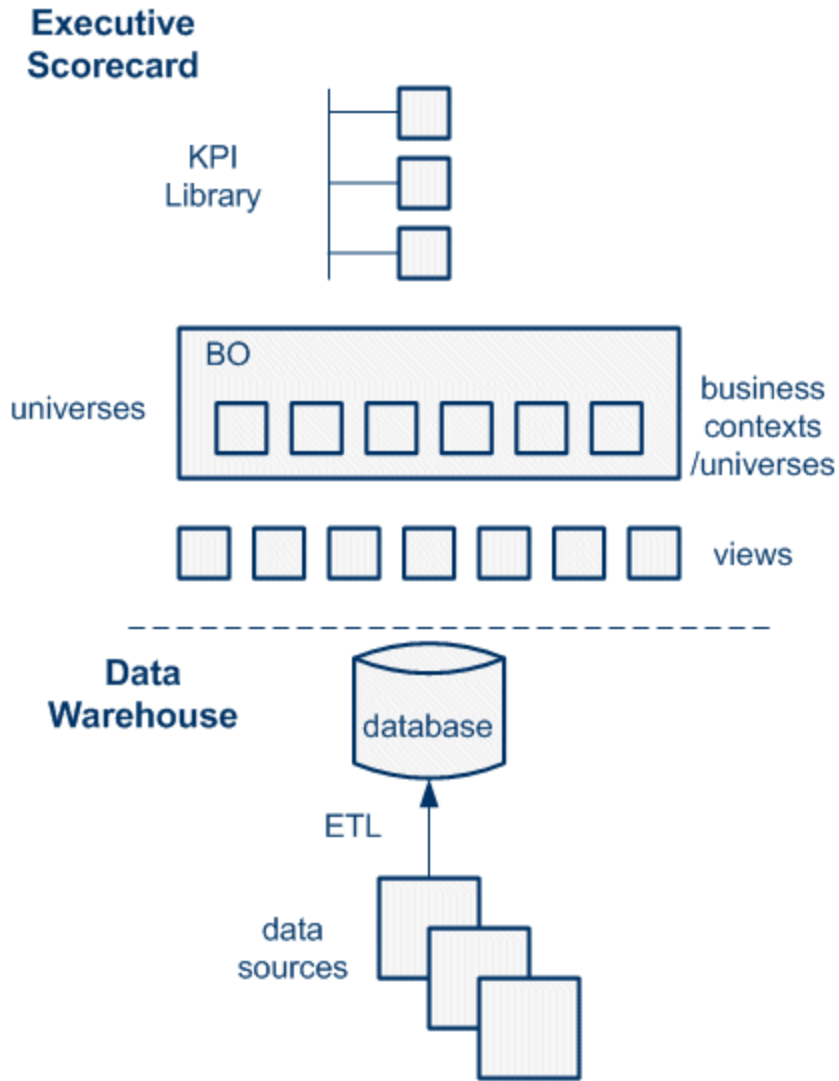 Executive
Scorecard
KPI
Library
BO
universes
business
contexts
/universes
views
Data
Warehouse
database
ETL
data
sources